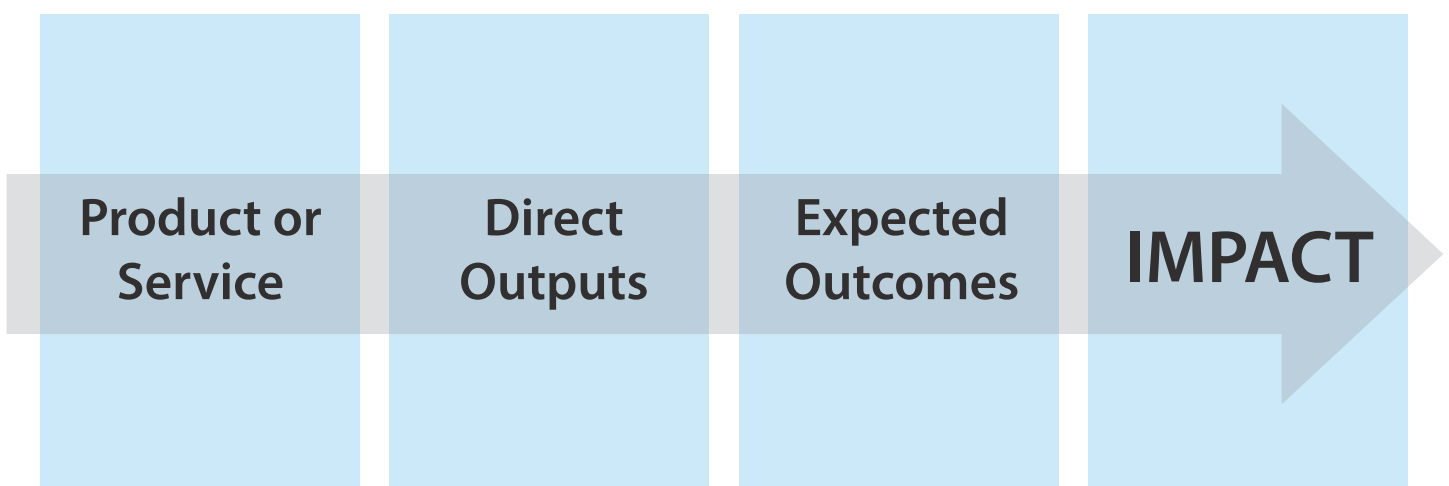 Product or
Service
Direct
Outputs
Expected
Outcomes
IMPACT